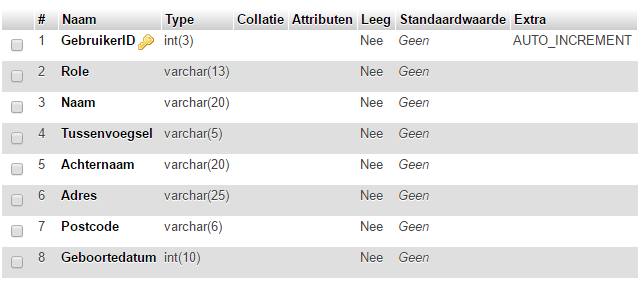 # Naam Type Collatie Attributen Leeg Standaardwaarde Extra
1 GebruikerID int(3) Nee Geen AUTO_INCREMENT
2 Role varchar(13) Nee Geen
3 Naam varchar(20) Nee Geen
4 Tussenvoegsel varchar(5) Nee Geen
5 Achternaam varchar(20) Nee Geen
6 Adres varchar(25) Nee Geen
7 Postcode varchar(6) Nee Geen
8 Geboortedatum int(10) Nee Geen